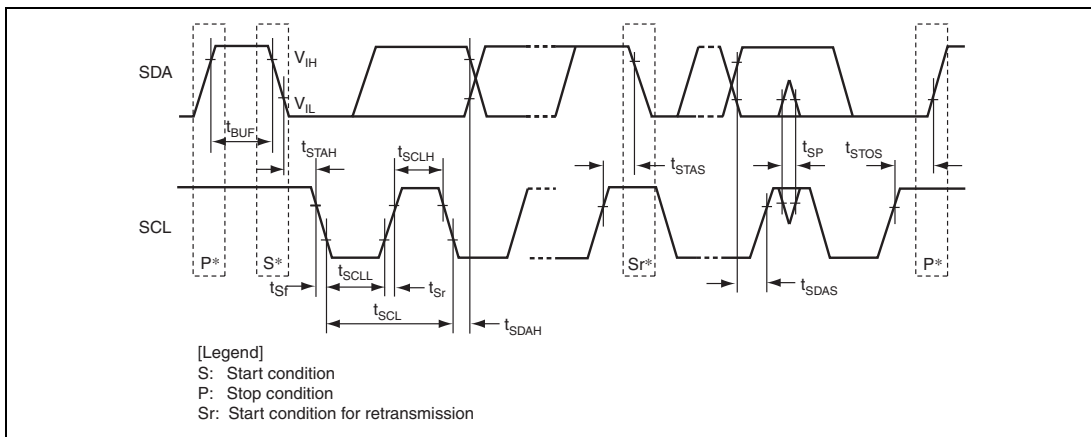 SDA
V_IH
V_IL
t_BUF
t_STAH
t_SCLH
t_STAS
t_SP
t_STOS
SCL
P*
S*
t_SCLL
Sr*
P*
t_Sf
t_Sr
t_SCL
t_SDAH
t_SDAS
[Legend]
S: Start condition
P: Stop condition
Sr: Start condition for retransmission